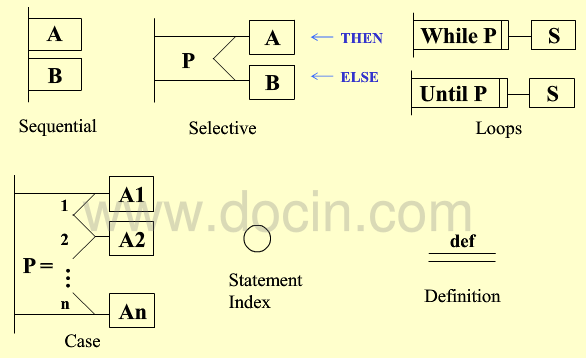 A
B
Sequential
P
A
B
THEN
ELSE
Selective
While P
S
Until P
S
Loops
P =
1
2
n
A1
A2
An
Case
Statement
Index
def
Definition
www.docin.com